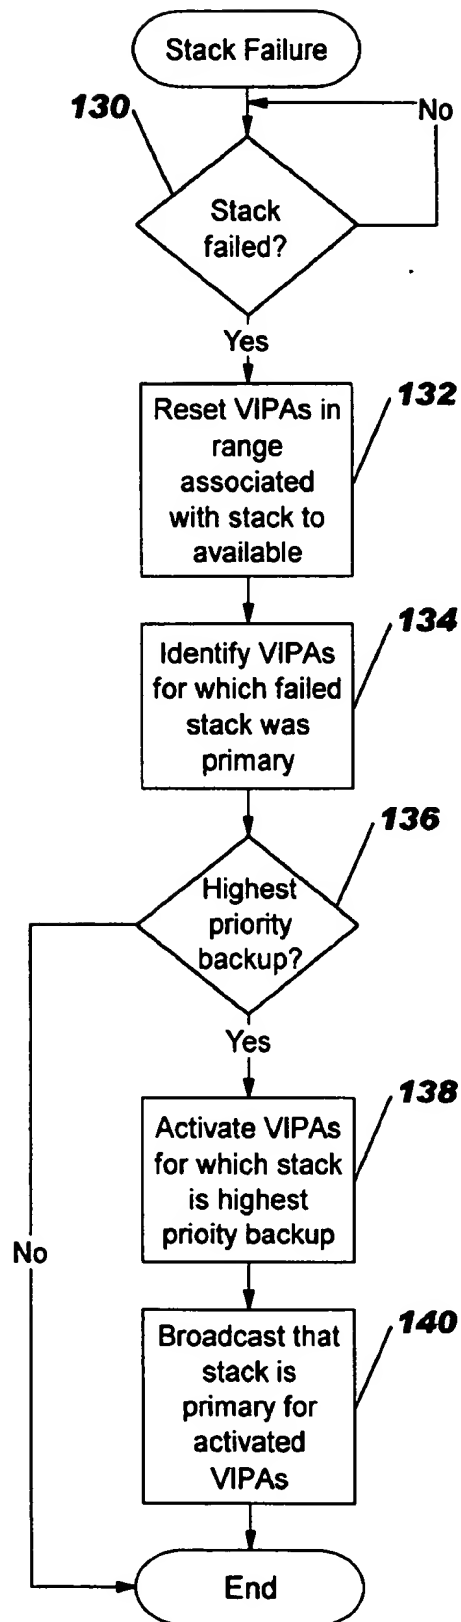 Stack Failure
No
130
Stack
failed?
Yes
132
Reset VIPAs in
range
associated
with stack to
available
134
Identify VIPAs
for which failed
stack was
primary
136
Highest
priority
backup?
Yes
138
Activate VIPAs
for which stack
is highest
prioity backup
No
140
Broadcast that
stack is
primary for
activated
VIPAs
End